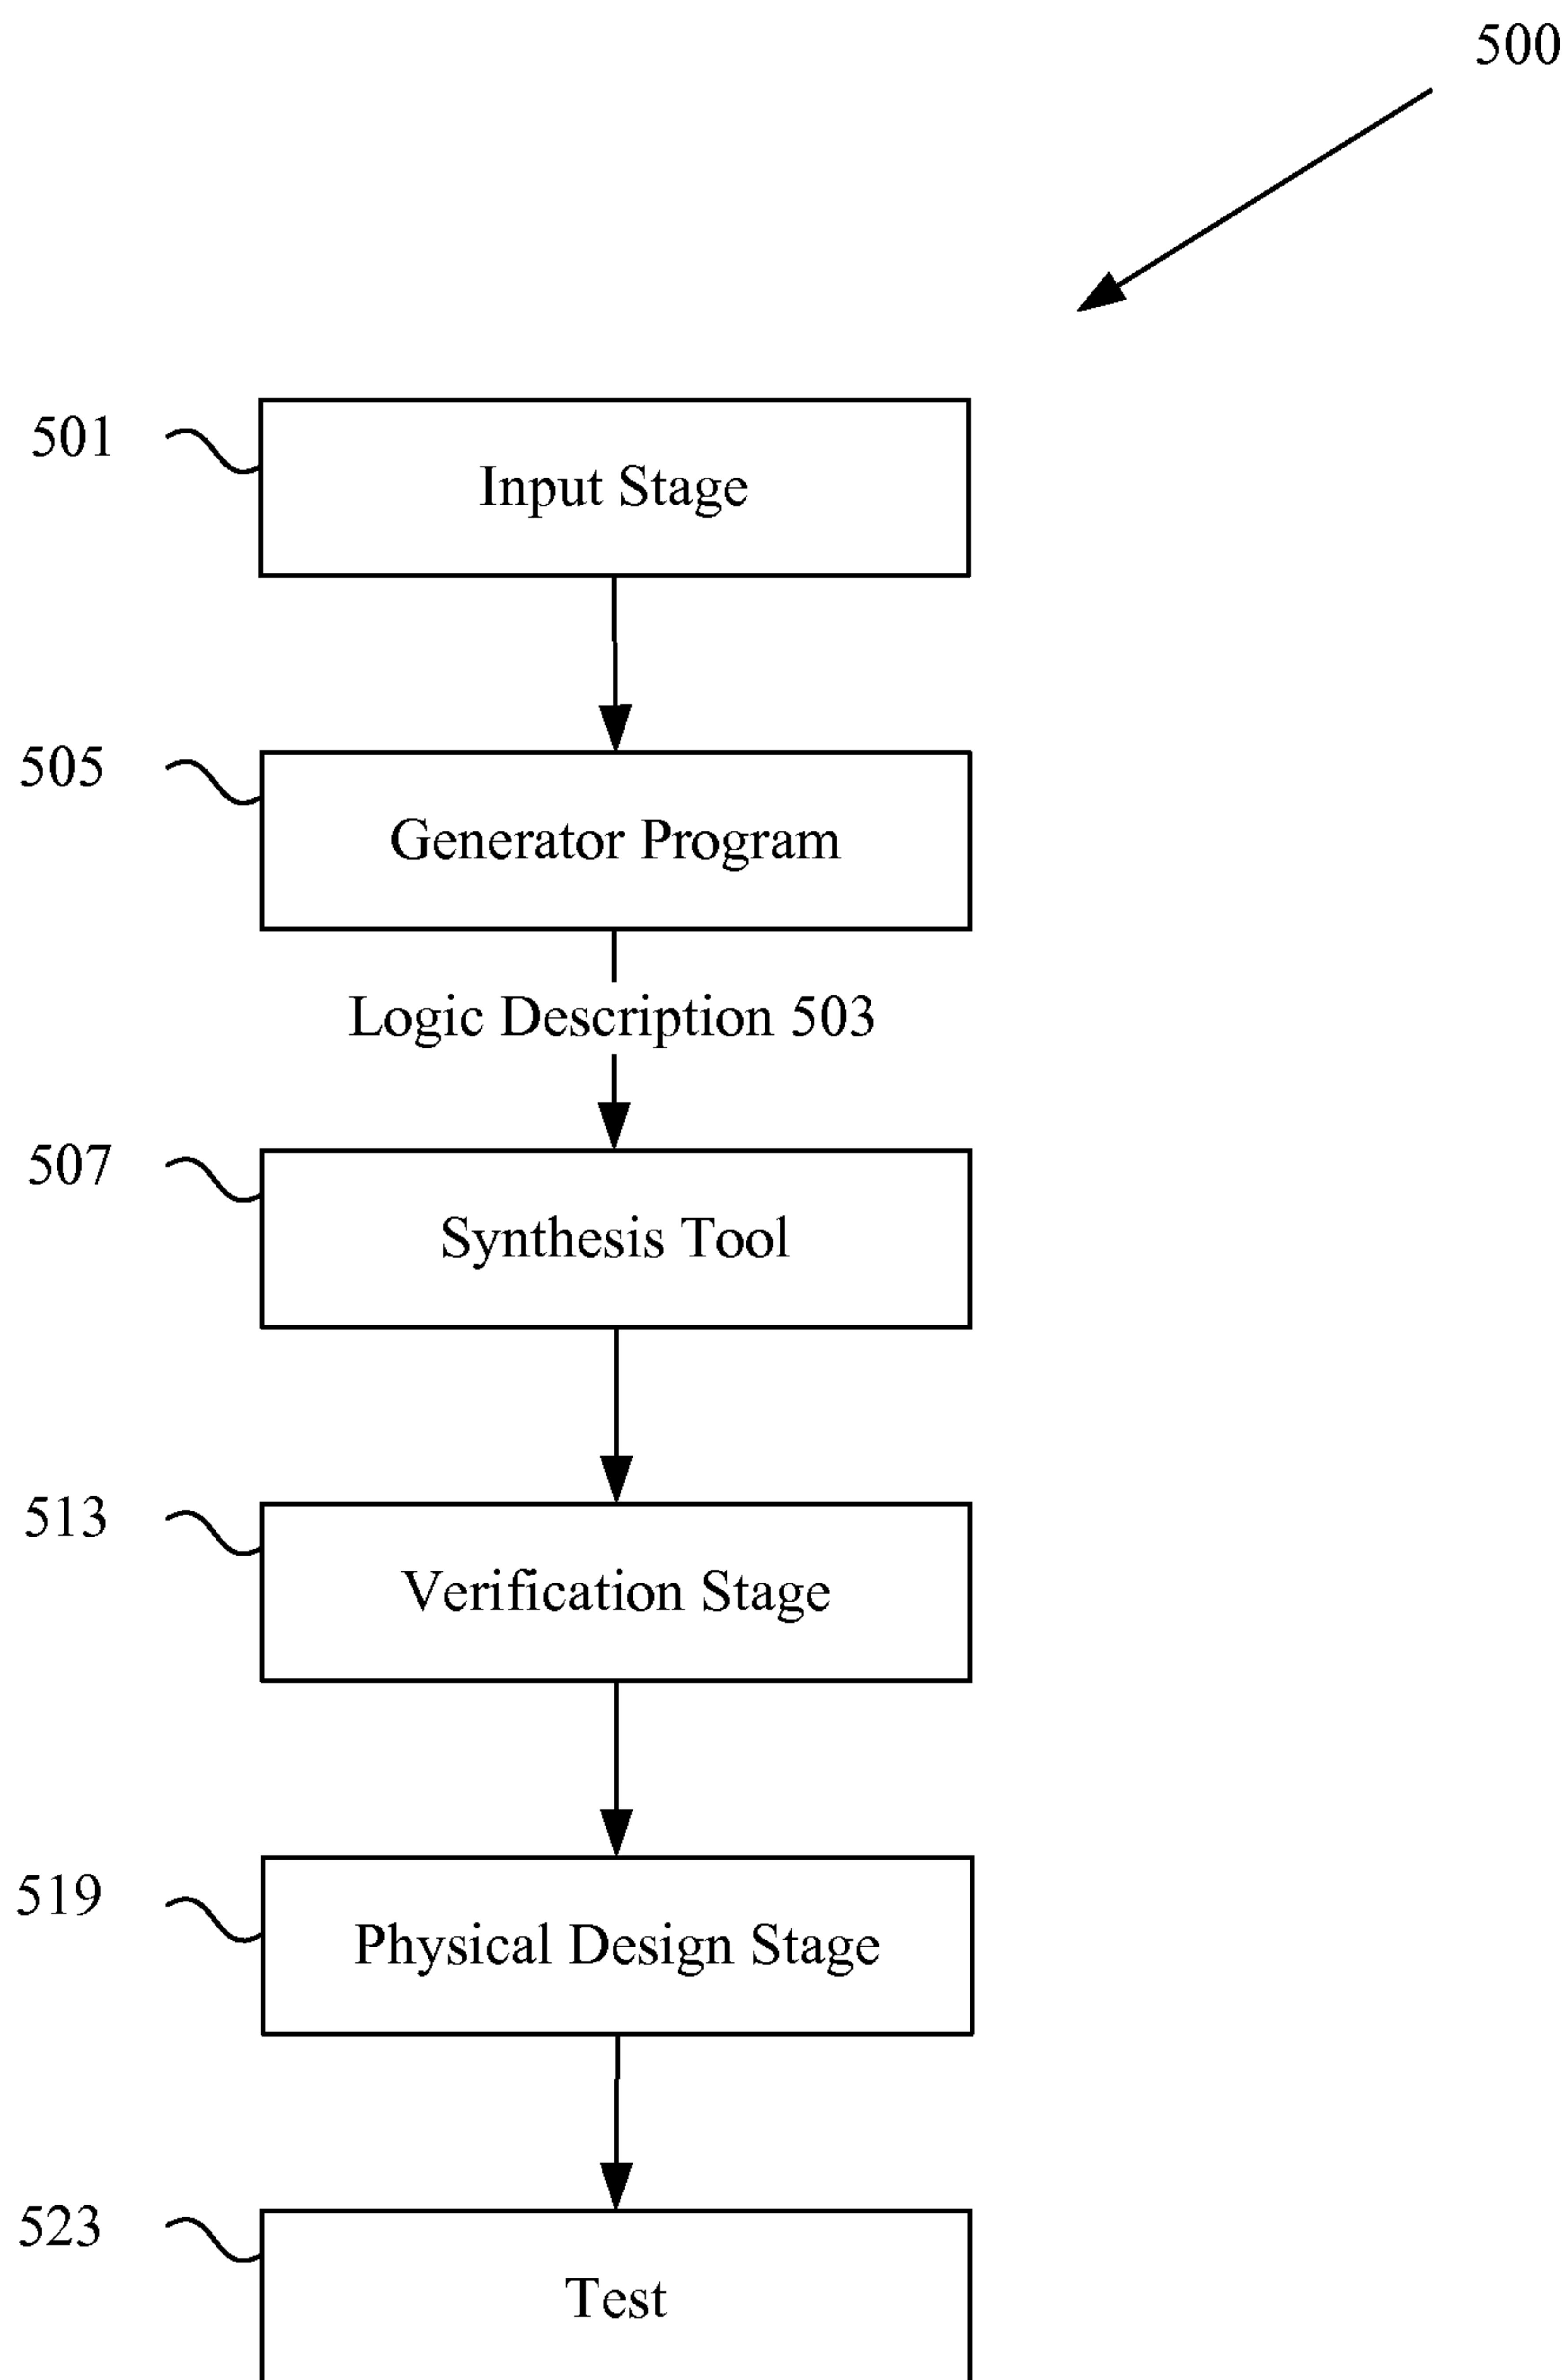 500
501
Input Stage
505
Generator Program
Logic Description 503
507
Synthesis Tool
513
Verification Stage
519
Physical Design Stage
523
Test